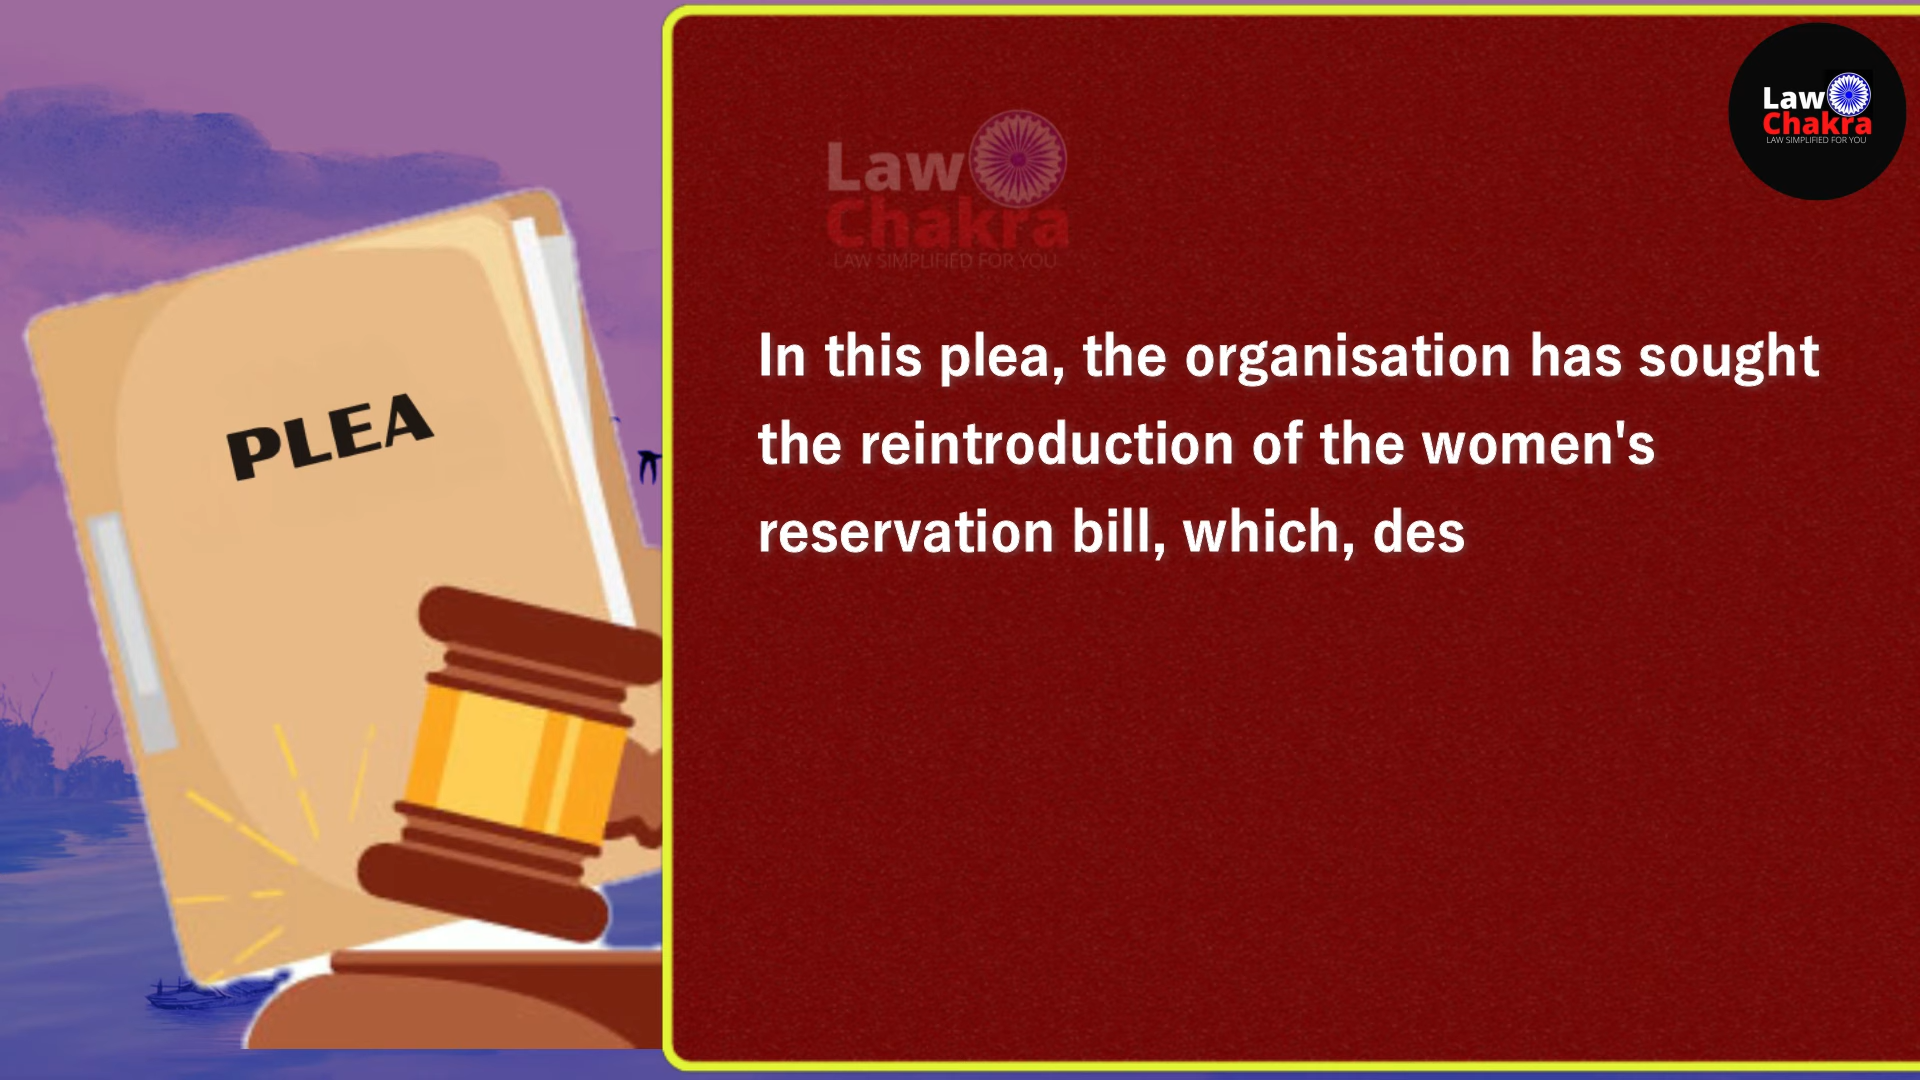 Law
Chakra
LAW SIMPLIFIED FOR YOU
Law
Chakra
LAW SIMPLIFIED FOR YOU
PLEA
In this plea, the organisation has sought
the reintroduction of the women's
reservation bill, which, des